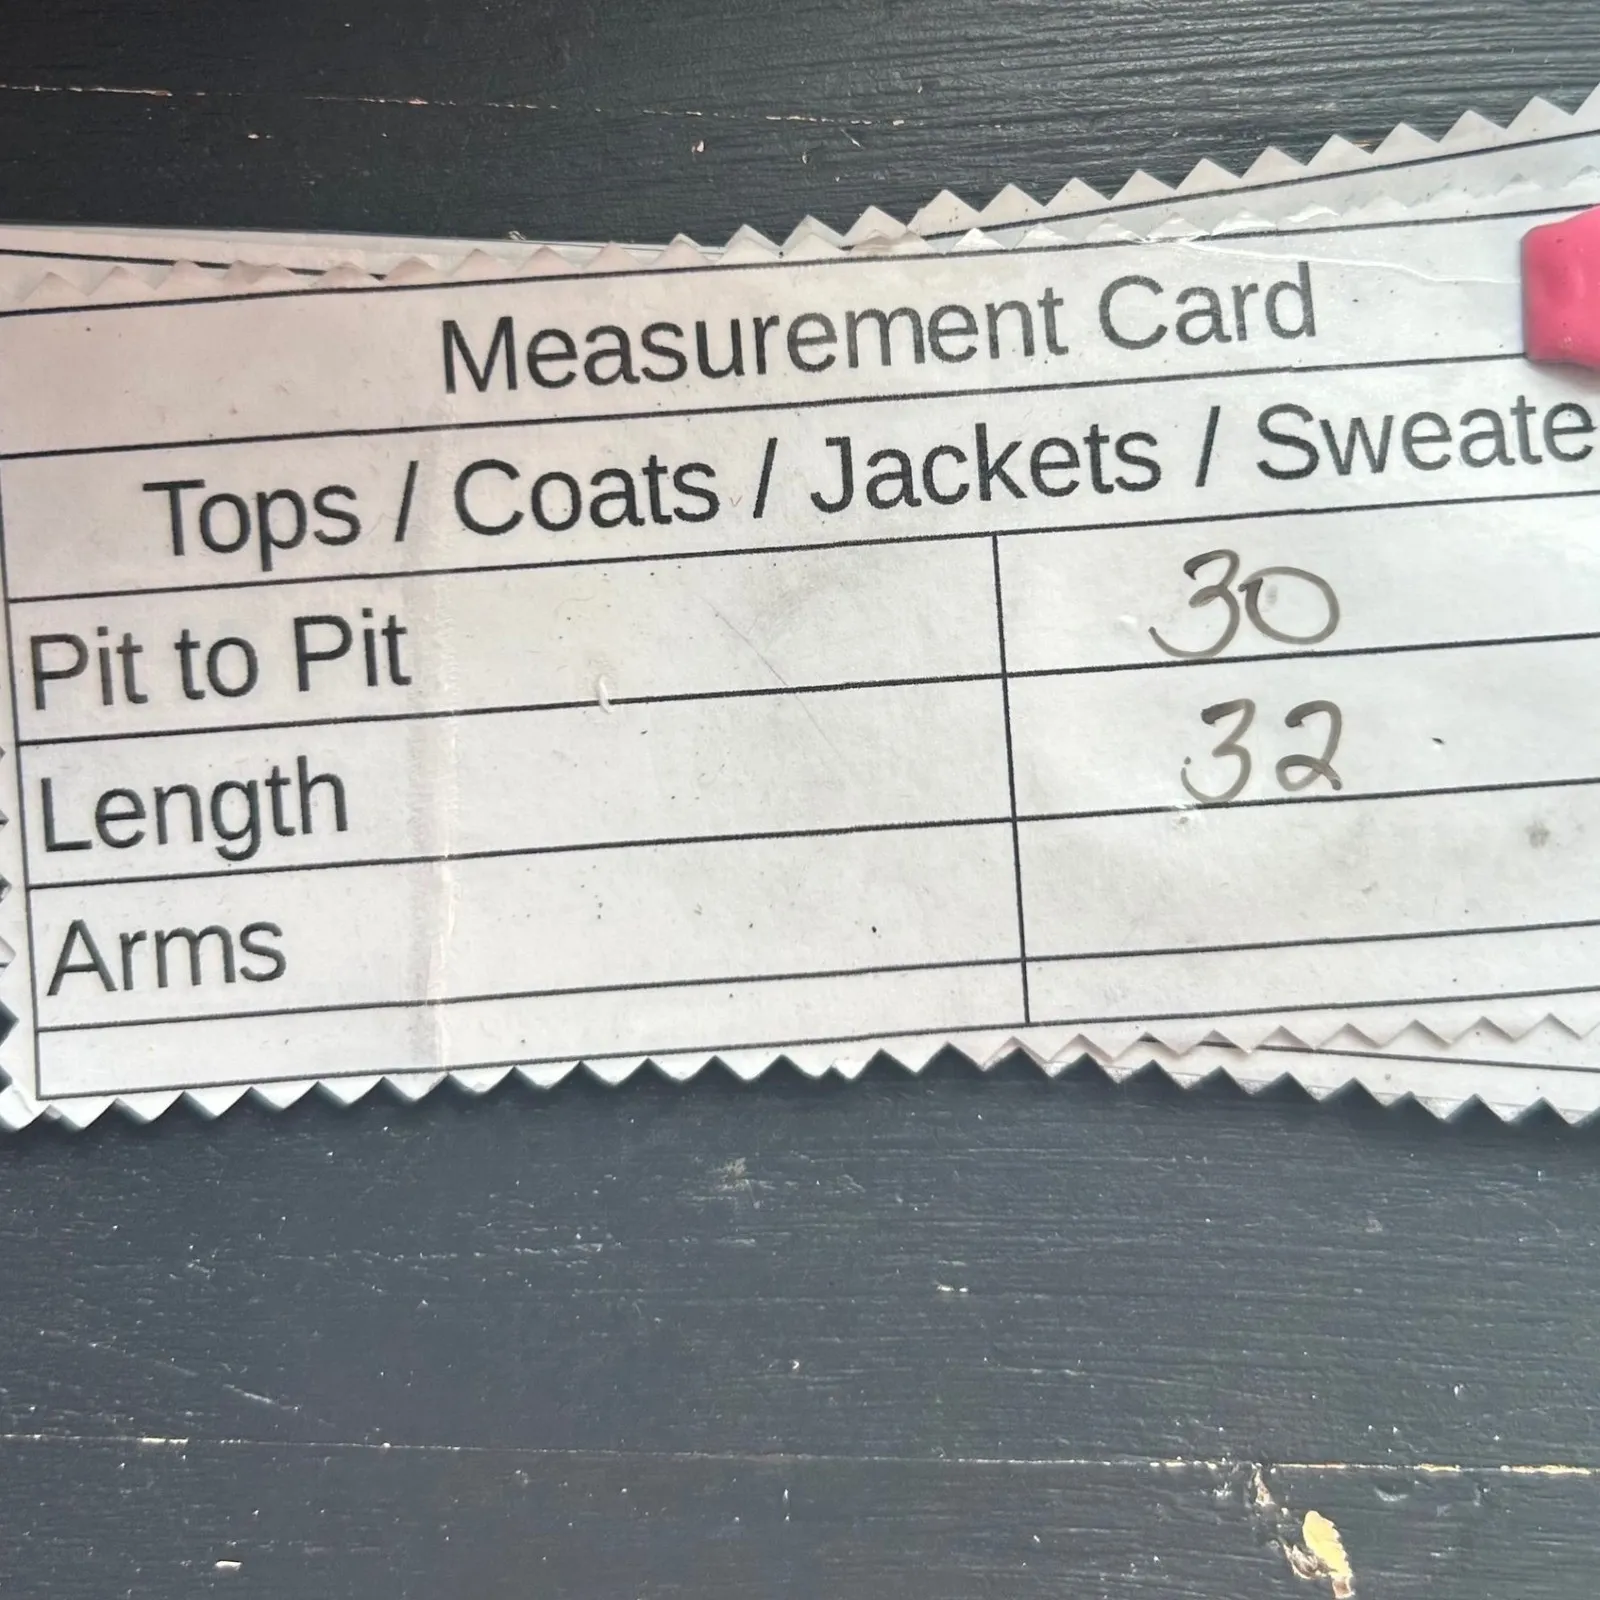 Measurement Card
Tops / Coats / Jackets / Sweate
Pit to Pit 30
Length 32
Arms